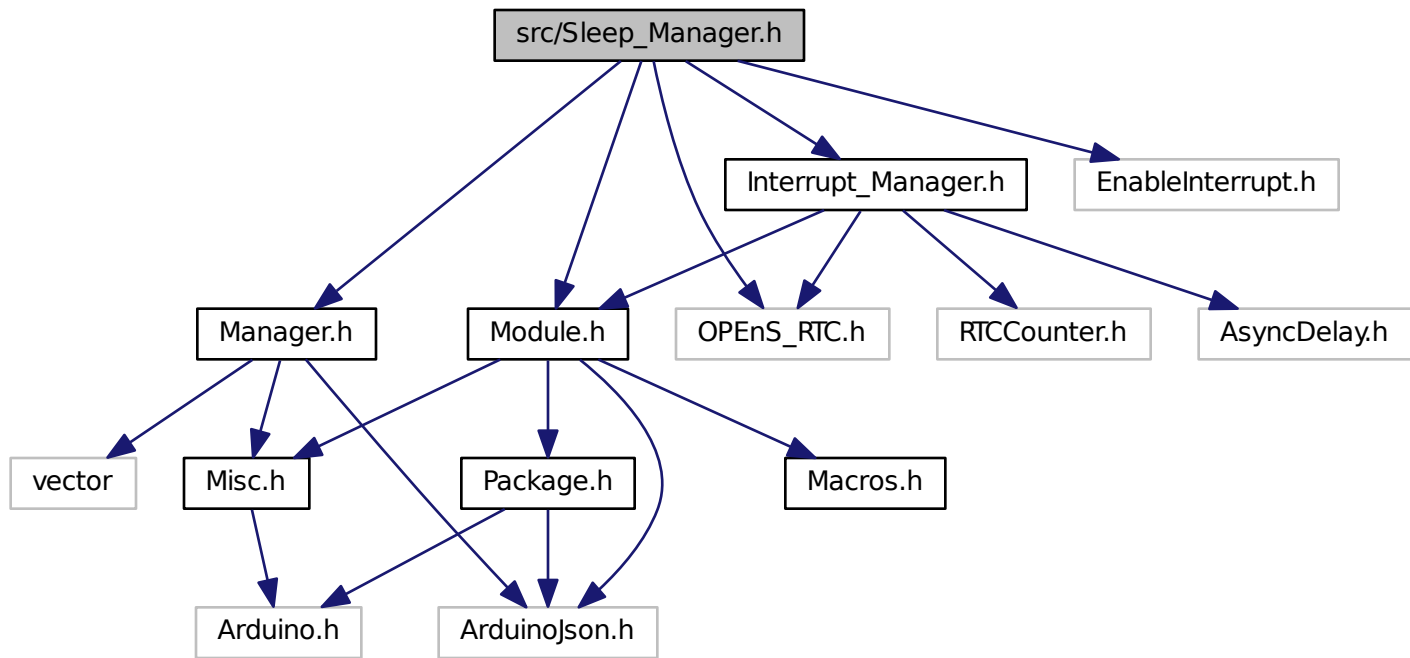 src/Sleep_Manager.h
Interrupt_Manager.h
EnableInterrupt.h
Manager.h
Module.h
OPEnS_RTC.h
RTCCounter.h
AsyncDelay.h
vector
Misc.h
Package.h
Macros.h
Arduino.h
ArduinoJson.h